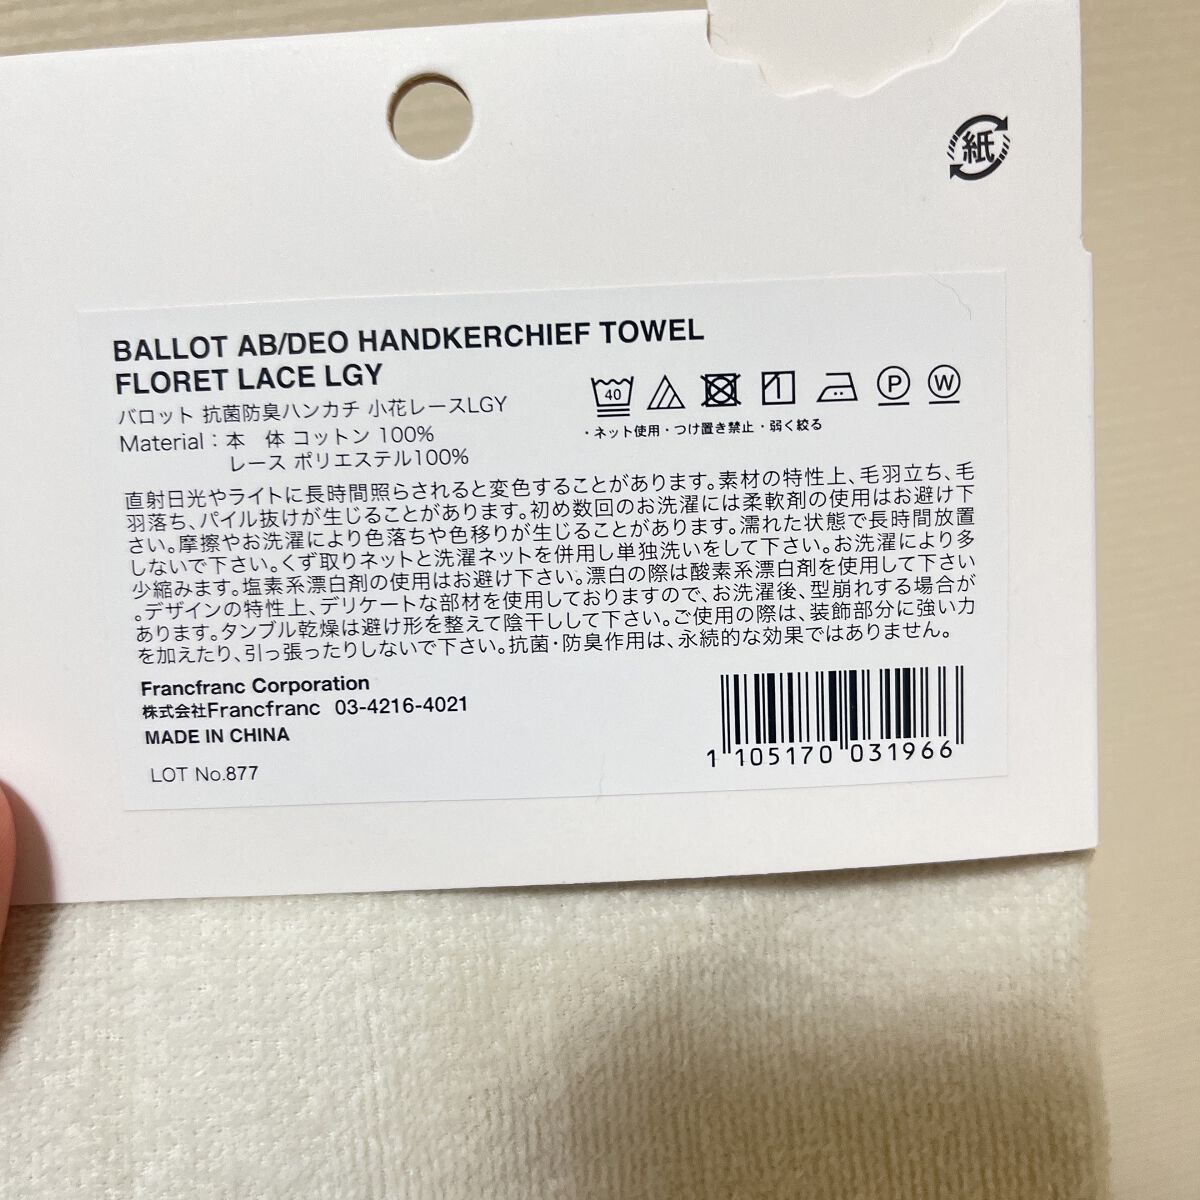 紙
BALLOT AB/DEO HANDKERCHIEF TOWEL
FLORET LACE LGY
バロット 抗菌防臭ハンカチ 小花レースLGY
Material：本　体 コットン 100%
レース ポリエステル100%
40
P
W
・ネット使用・つけ置き禁止・弱く絞る
直射日光やライトに長時間照らされると変色することがあります。素材の特性上、毛羽立ち、毛
羽落ち、パイル抜けが生じることがあります。初め数回のお洗濯には柔軟剤の使用はお避け下
さい。摩擦やお洗濯により色落ちや色移りが生じることがあります。濡れた状態で長時間放置
しないで下さい。くず取りネットと洗濯ネットを併用し単独洗いをして下さい。お洗濯により多
少縮みます。塩素系漂白剤の使用はお避け下さい。漂白の際は酸素系漂白剤を使用して下さい
。デザインの特性上、デリケートな部材を使用しておりますので、お洗濯後、型崩れする場合が
あります。タンブル乾燥は避け形を整えて陰干しして下さい。ご使用の際は、装飾部分に強い力
を加えたり、引っ張ったりしないで下さい。抗菌・防臭作用は、永続的な効果ではありません。
Francfranc Corporation
株式会社Francfranc 03-4216-4021
MADE IN CHINA
LOT No.877
1 105170 031966